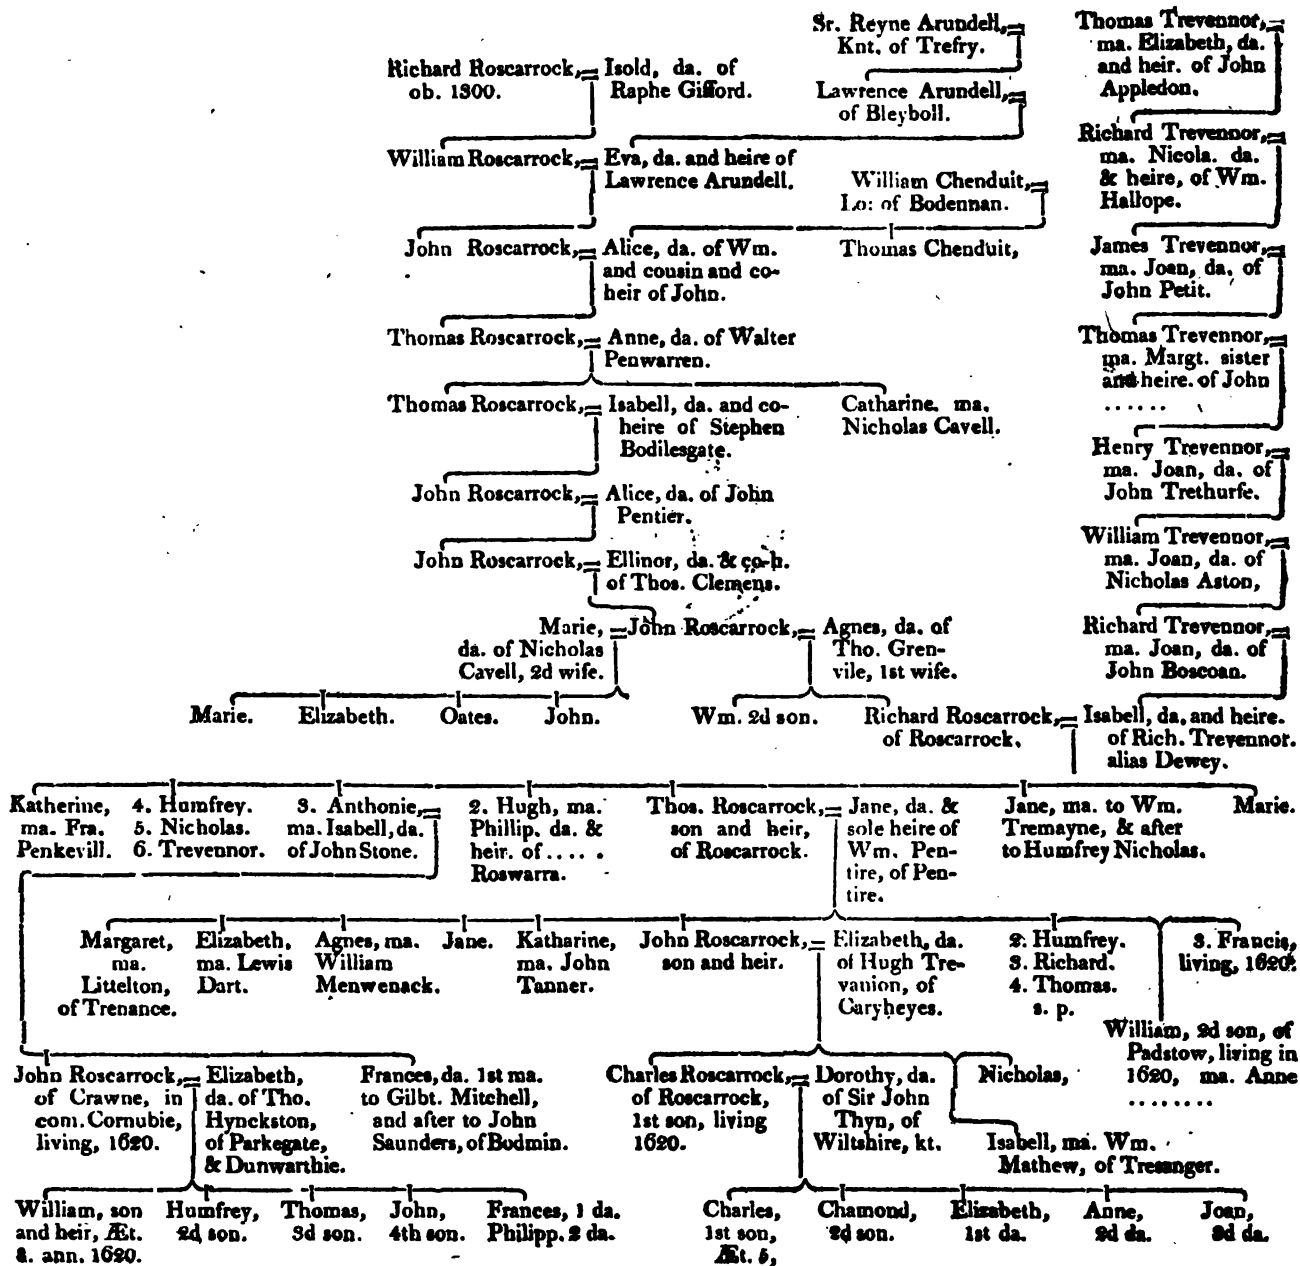 Sr. Reyne Arundell,
Knt. of Trefry.
Thomas Trevennor,
ma. Elizabeth, da.
and heir. of John
Appledon.
Richard Roscarrock,
ob. 1300.
Isold, da. of
Raphe Gifford.
Lawrence Arundell,
of Bleyboll.
Richard Trevennor,
ma. Nicola. da.
& heire, of Wm.
Hallope.
William Roscarrock,
Eva, da. and heire of
Lawrence Arundell.
William Chenduit,
Lo: of Bodennan.
John Roscarrock,
Alice, da. of Wm.
and cousin and co-
heir of John.
Thomas Chenduit,
James Trevennor,
ma. Joan, da. of
John Petit.
Thomas Roscarrock,
Anne, da. of Walter
Penwarren.
Thomas Trevennor,
ma. Margt. sister
and heire. of John
......
Thomas Roscarrock,
Isabell, da. and co-
heire of Stephen
Bodilesgate.
Catharine. ma.
Nicholas Cavell.
Henry Trevennor,
ma. Joan, da. of
John Trethurfe.
John Roscarrock,
Alice, da. of John
Pentier.
William Trevennor,
ma. Joan, da. of
Nicholas Aston,
John Roscarrock,
Ellinor, da. & co-h.
of Thos. Clemens.
Marie,
da. of Nicholas
Cavell, 2d wife.
John Roscarrock,
Agnes, da. of
Tho. Gren-
vile, 1st wife.
Richard Trevennor,
ma. Joan, da. of
John Boscoan.
Marie.
Elizabeth.
Oates.
John.
Wm. 2d son.
Richard Roscarrock,
of Roscarrock.
Isabell, da. and heire.
of Rich. Trevennor.
alias Dewey.
Katherine,
ma. Fra.
Penkevill.
4. Humfrey.
5. Nicholas.
6. Trevennor.
3. Anthonie,
ma. Isabell, da.
of John Stone.
2. Hugh, ma.
Phillip. da. &
heir. of .....
Roswarra.
Thos. Roscarrock,
son and heir,
of Roscarrock.
Jane, da. &
sole heire of
Wm. Pen-
tire, of Pen-
tire.
Jane, ma. to Wm.
Tremayne, & after
to Humfrey Nicholas.
Marie.
Margaret,
ma.
Littelton,
of Trenance.
Elizabeth,
ma. Lewis
Dart.
Agnes, ma.
William
Menwenack.
Jane.
Katharine,
ma. John
Tanner.
John Roscarrock,
son and heir.
Elizabeth, da.
of Hugh Tre-
vanion, of
Caryheyes.
2. Humfrey.
3. Richard.
4. Thomas.
s. p.
3. Francis,
living, 1620.
William, 2d son, of
Padstow, living in
1620, ma. Anne
........
John Roscarrock,
of Crawne, in
com. Cornubie,
living, 1620.
Elizabeth,
da. of Tho.
Hynckston,
of Parkegate,
& Dunwarthie.
Frances, da. 1st ma.
to Gilbt. Mitchell,
and after to John
Saunders, of Bodmin.
Charles Roscarrock,
of Roscarrock,
1st son, living
1620.
Dorothy, da.
of Sir John
Thyn, of
Wiltshire, kt.
Nicholas,
Isabell, ma. Wm.
Mathew, of Tresanger.
William, son
and heir, Æt.
8. ann. 1620.
Humfrey,
2d son.
Thomas,
3d son.
John,
4th son.
Frances, 1 da.
Philipp. 2 da.
Charles,
1st son,
Æt. 5,
Chamond,
2d son.
Elizabeth,
1st da.
Anne,
2d da.
Joan,
3d da.